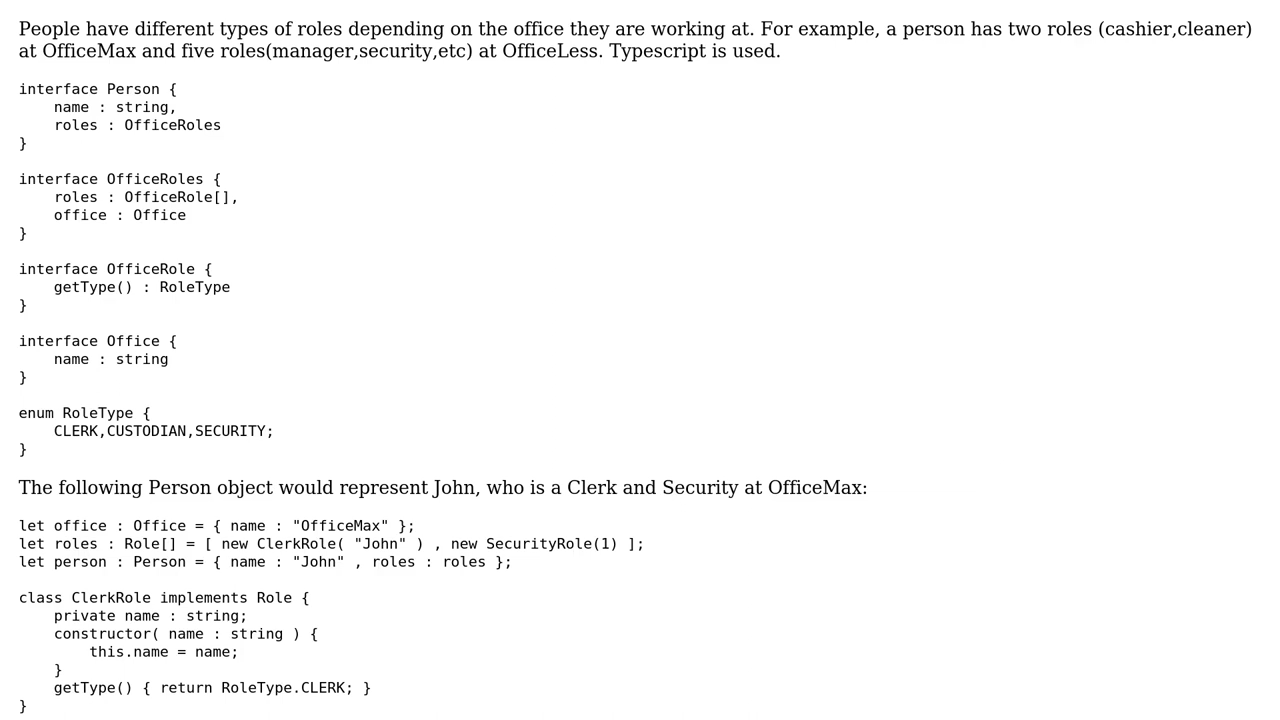 People have different types of roles depending on the office they are working at. For example, a person has two roles (cashier,cleaner)
at OfficeMax and five roles(manager,security,etc) at OfficeLess. Typescript is used.
interface Person {
    name : string,
    roles : OfficeRoles
}
interface OfficeRoles {
    roles : OfficeRole[],
    office : Office
}
interface OfficeRole {
    getType() : RoleType
}
interface Office {
    name : string
}
enum RoleType {
    CLERK,CUSTODIAN,SECURITY;
}
The following Person object would represent John, who is a Clerk and Security at OfficeMax:
let office : Office = { name : "OfficeMax" };
let roles : Role[] = [ new ClerkRole( "John" ) , new SecurityRole(1) ];
let person : Person = { name : "John" , roles : roles };
class ClerkRole implements Role {
    private name : string;
    constructor( name : string ) {
        this.name = name;
    }
    getType() { return RoleType.CLERK; }
}